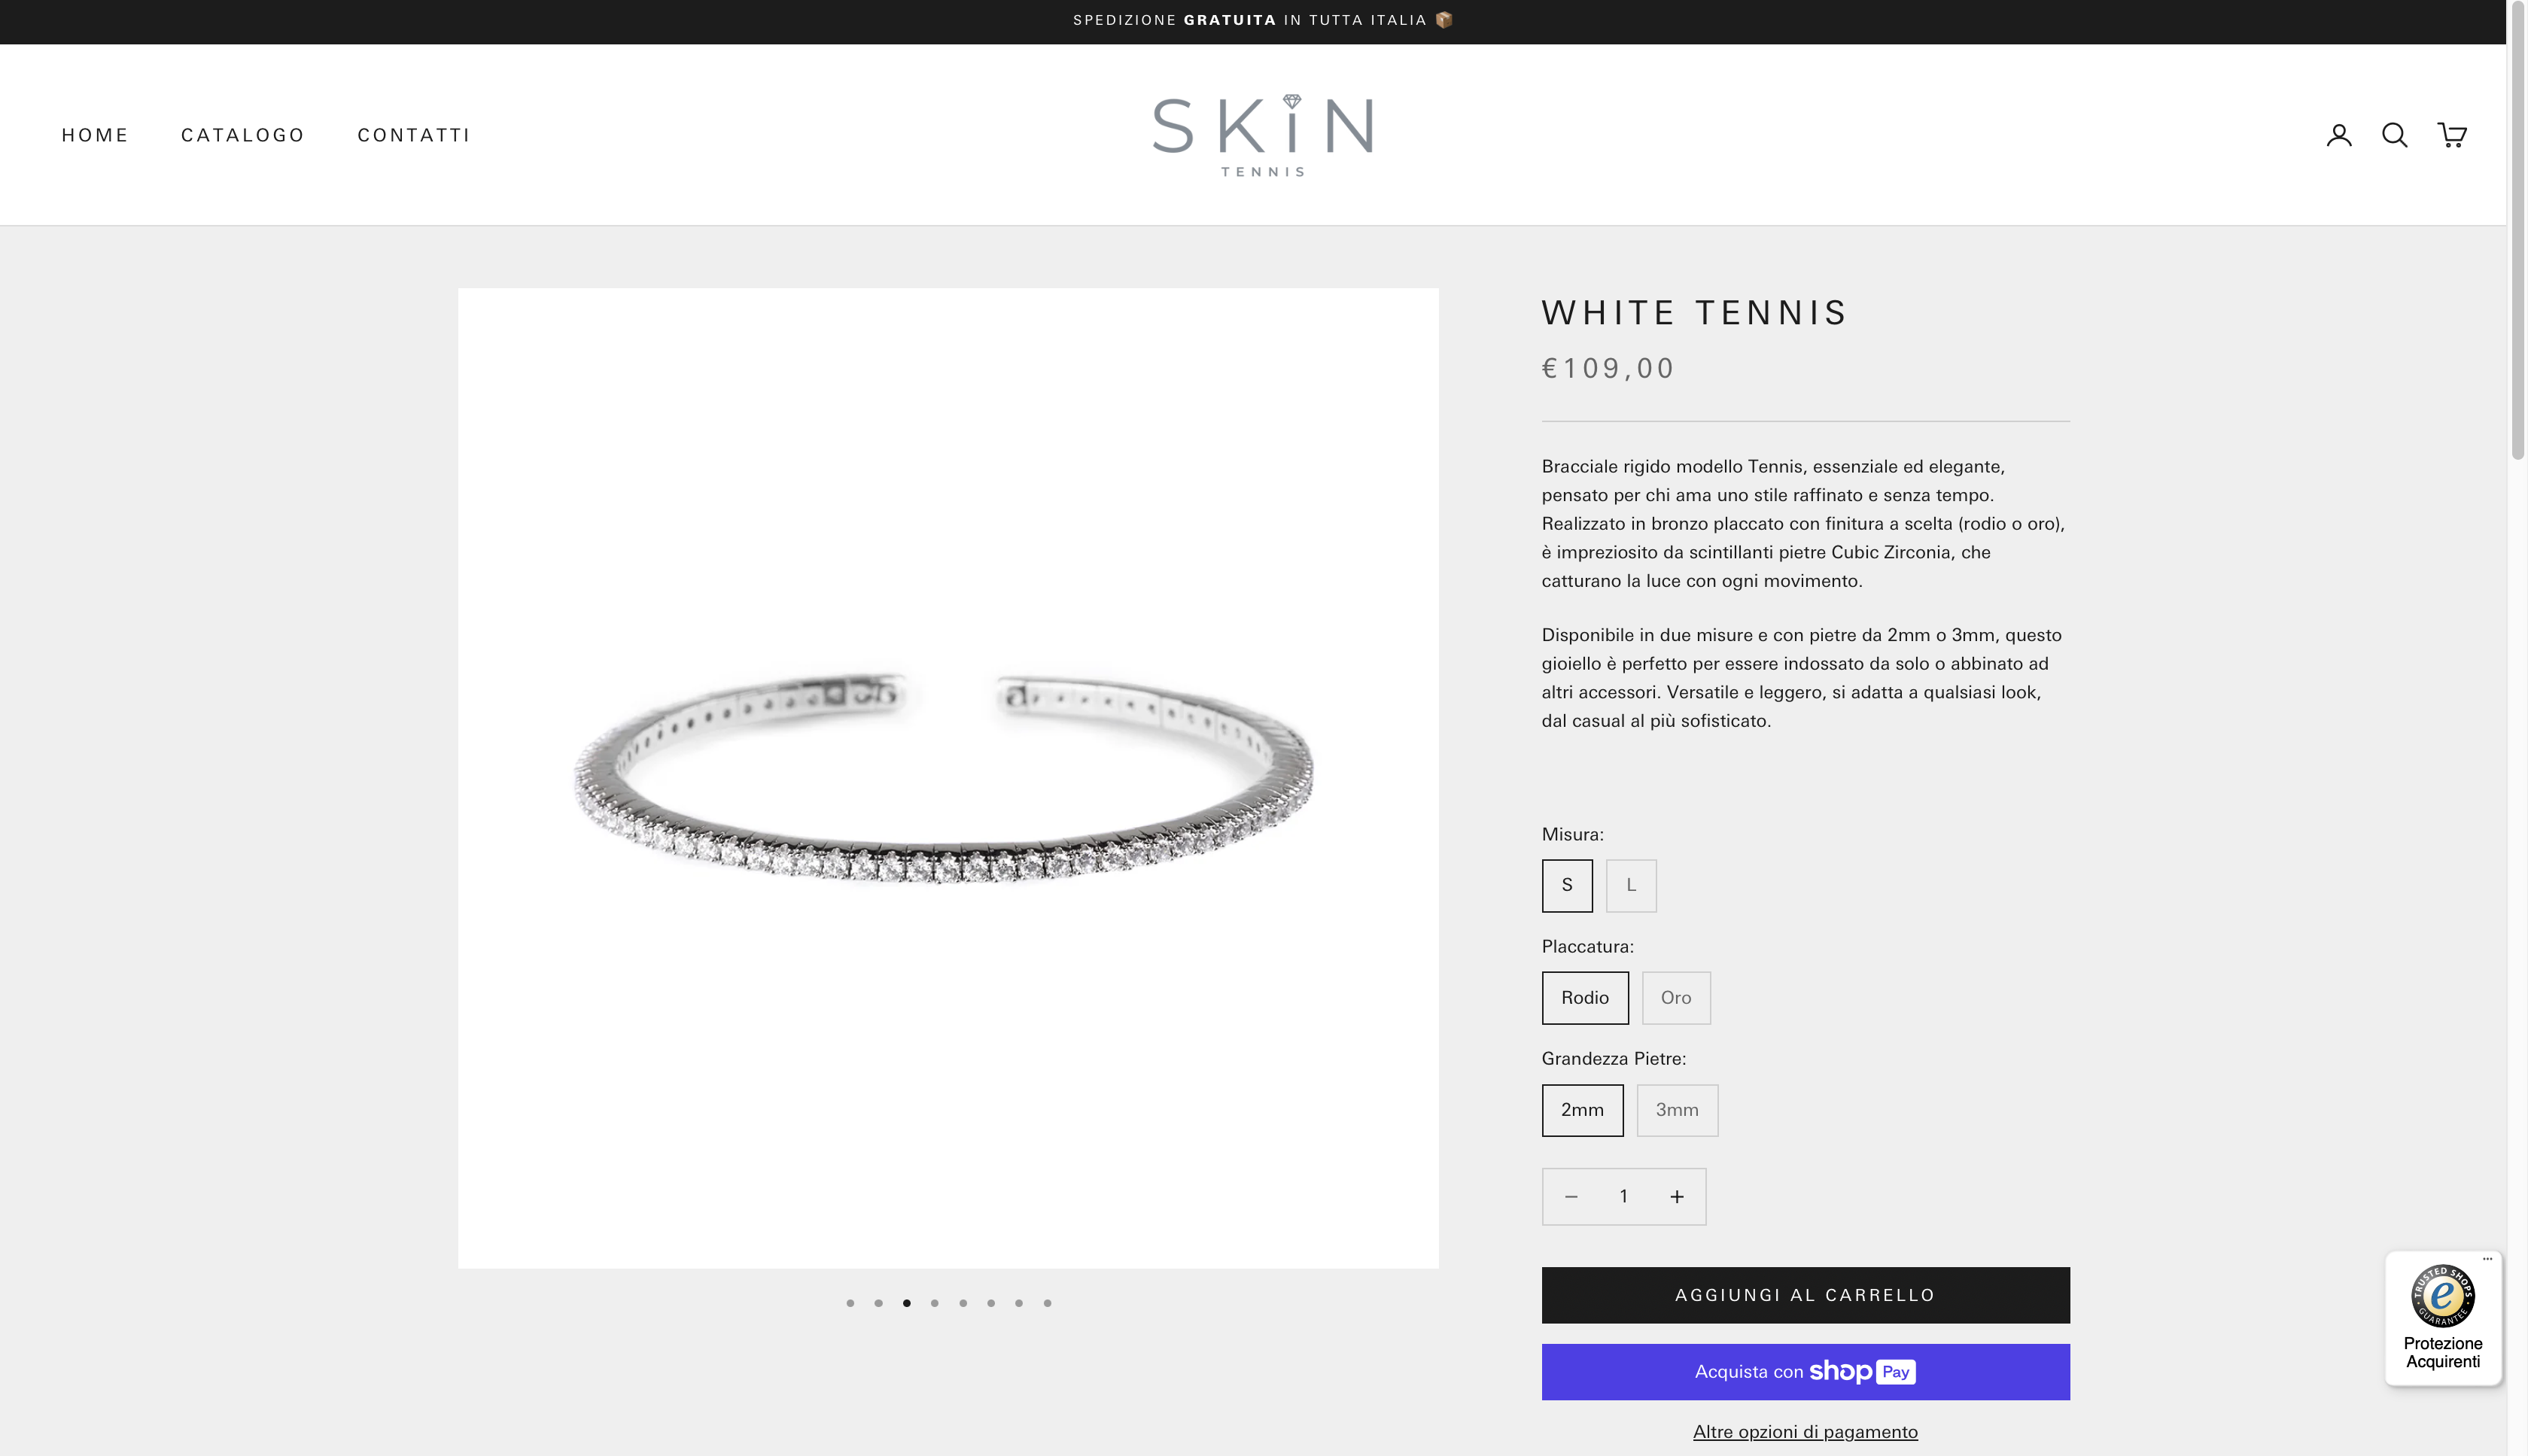 SPEDIZIONE GRATUITA IN TUTTA ITALIA 📦
HOME CATALOGO CONTATTI
SKiN
TENNIS
WHITE TENNIS
€109,00
Bracciale rigido modello Tennis, essenziale ed elegante,
pensato per chi ama uno stile raffinato e senza tempo.
Realizzato in bronzo placcato con finitura a scelta (rodio o oro),
è impreziosito da scintillanti pietre Cubic Zirconia, che
catturano la luce con ogni movimento.
Disponibile in due misure e con pietre da 2mm o 3mm, questo
gioiello è perfetto per essere indossato da solo o abbinato ad
altri accessori. Versatile e leggero, si adatta a qualsiasi look,
dal casual al più sofisticato.
Misura:
S L
Placcatura:
Rodio Oro
Grandezza Pietre:
2mm 3mm
− 1 +
AGGIUNGI AL CARRELLO
Acquista con shop Pay
Altre opzioni di pagamento
TRUSTED SHOPS
e
GUARANTEE
Protezione
Acquirenti